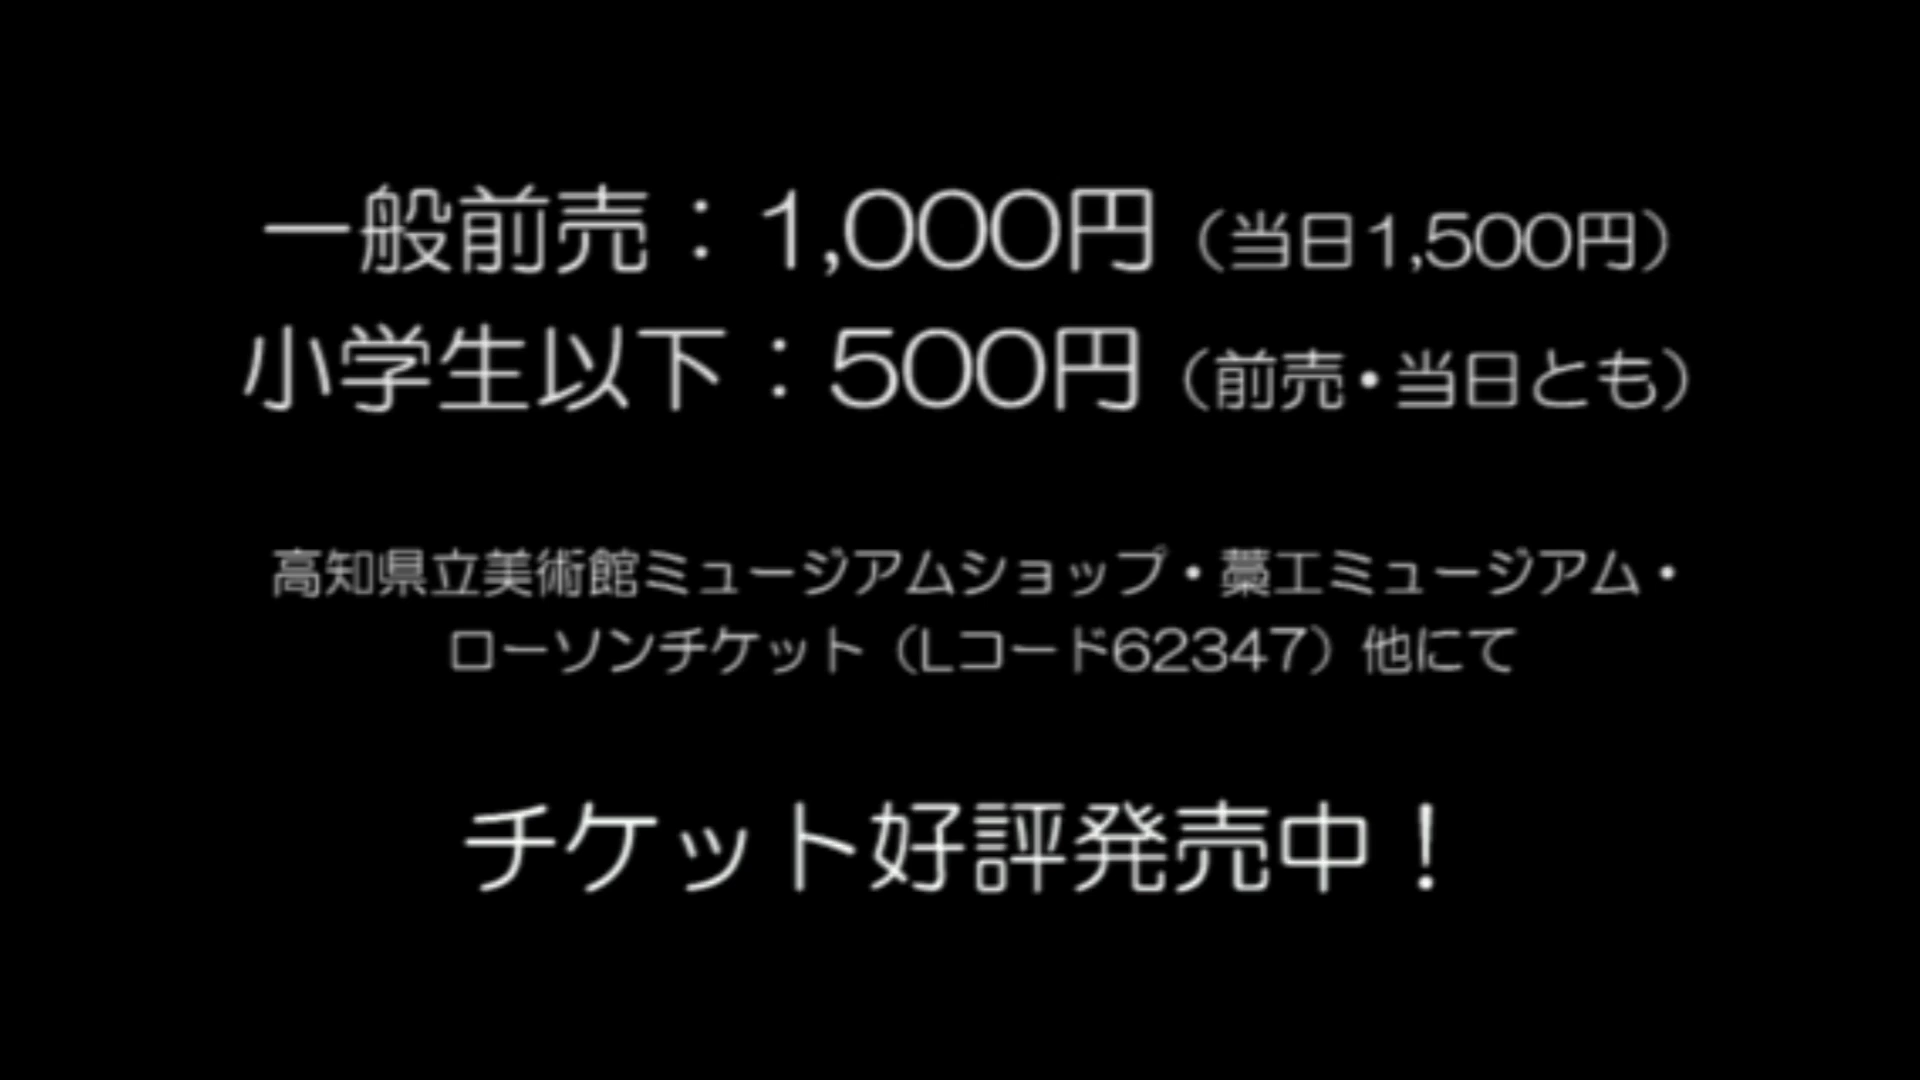 一般前売：1,000円（当日1,500円）
小学生以下：500円（前売・当日とも）
高知県立美術館ミュージアムショップ・藁工ミュージアム・
ローソンチケット（Lコード62347）他にて
チケット好評発売中！